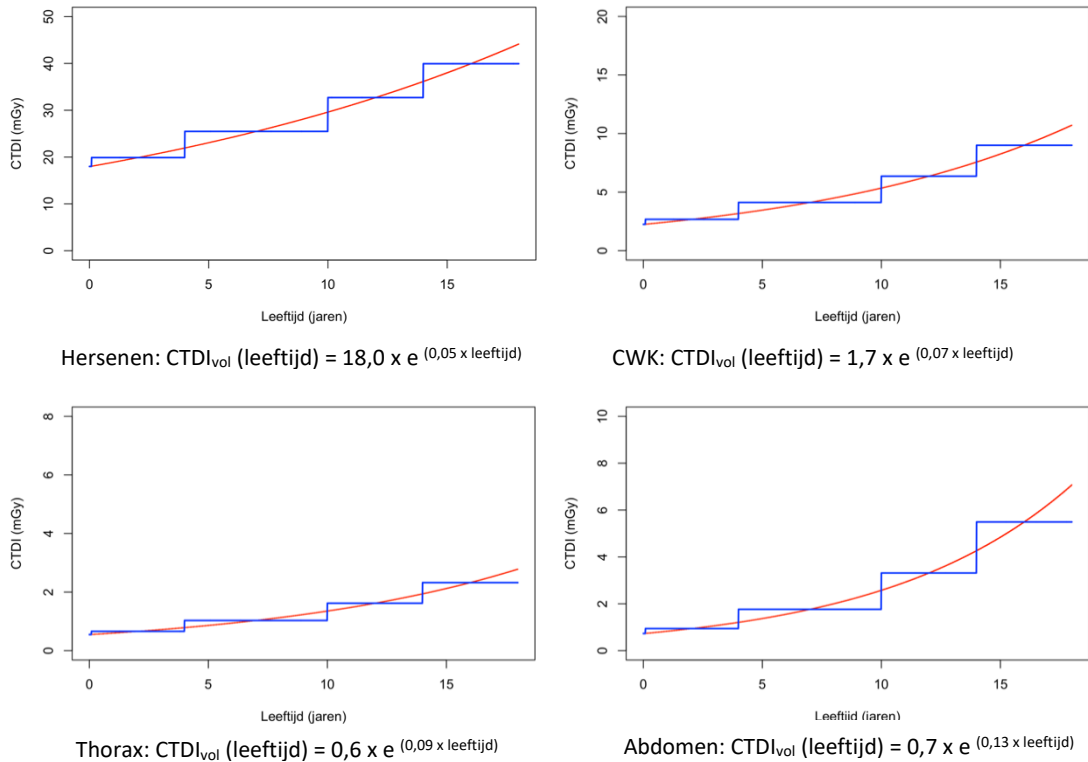 50
40
30
20
10
0
CTDI (mGy)
0 5 10 15
Leeftijd (jaren)
Hersenen: CTDIvol (leeftijd) = 18,0 x e (0,05 x leeftijd)
20
15
10
5
0
CTDI (mGy)
0 5 10 15
Leeftijd (jaren)
CWK: CTDIvol (leeftijd) = 1,7 x e (0,07 x leeftijd)
8
6
4
2
0
CTDI (mGy)
0 5 10 15
Leeftijd (jaren)
Thorax: CTDIvol (leeftijd) = 0,6 x e (0,09 x leeftijd)
10
8
6
4
2
0
CTDI (mGy)
0 5 10 15
Leeftijd (jaren)
Abdomen: CTDIvol (leeftijd) = 0,7 x e (0,13 x leeftijd)